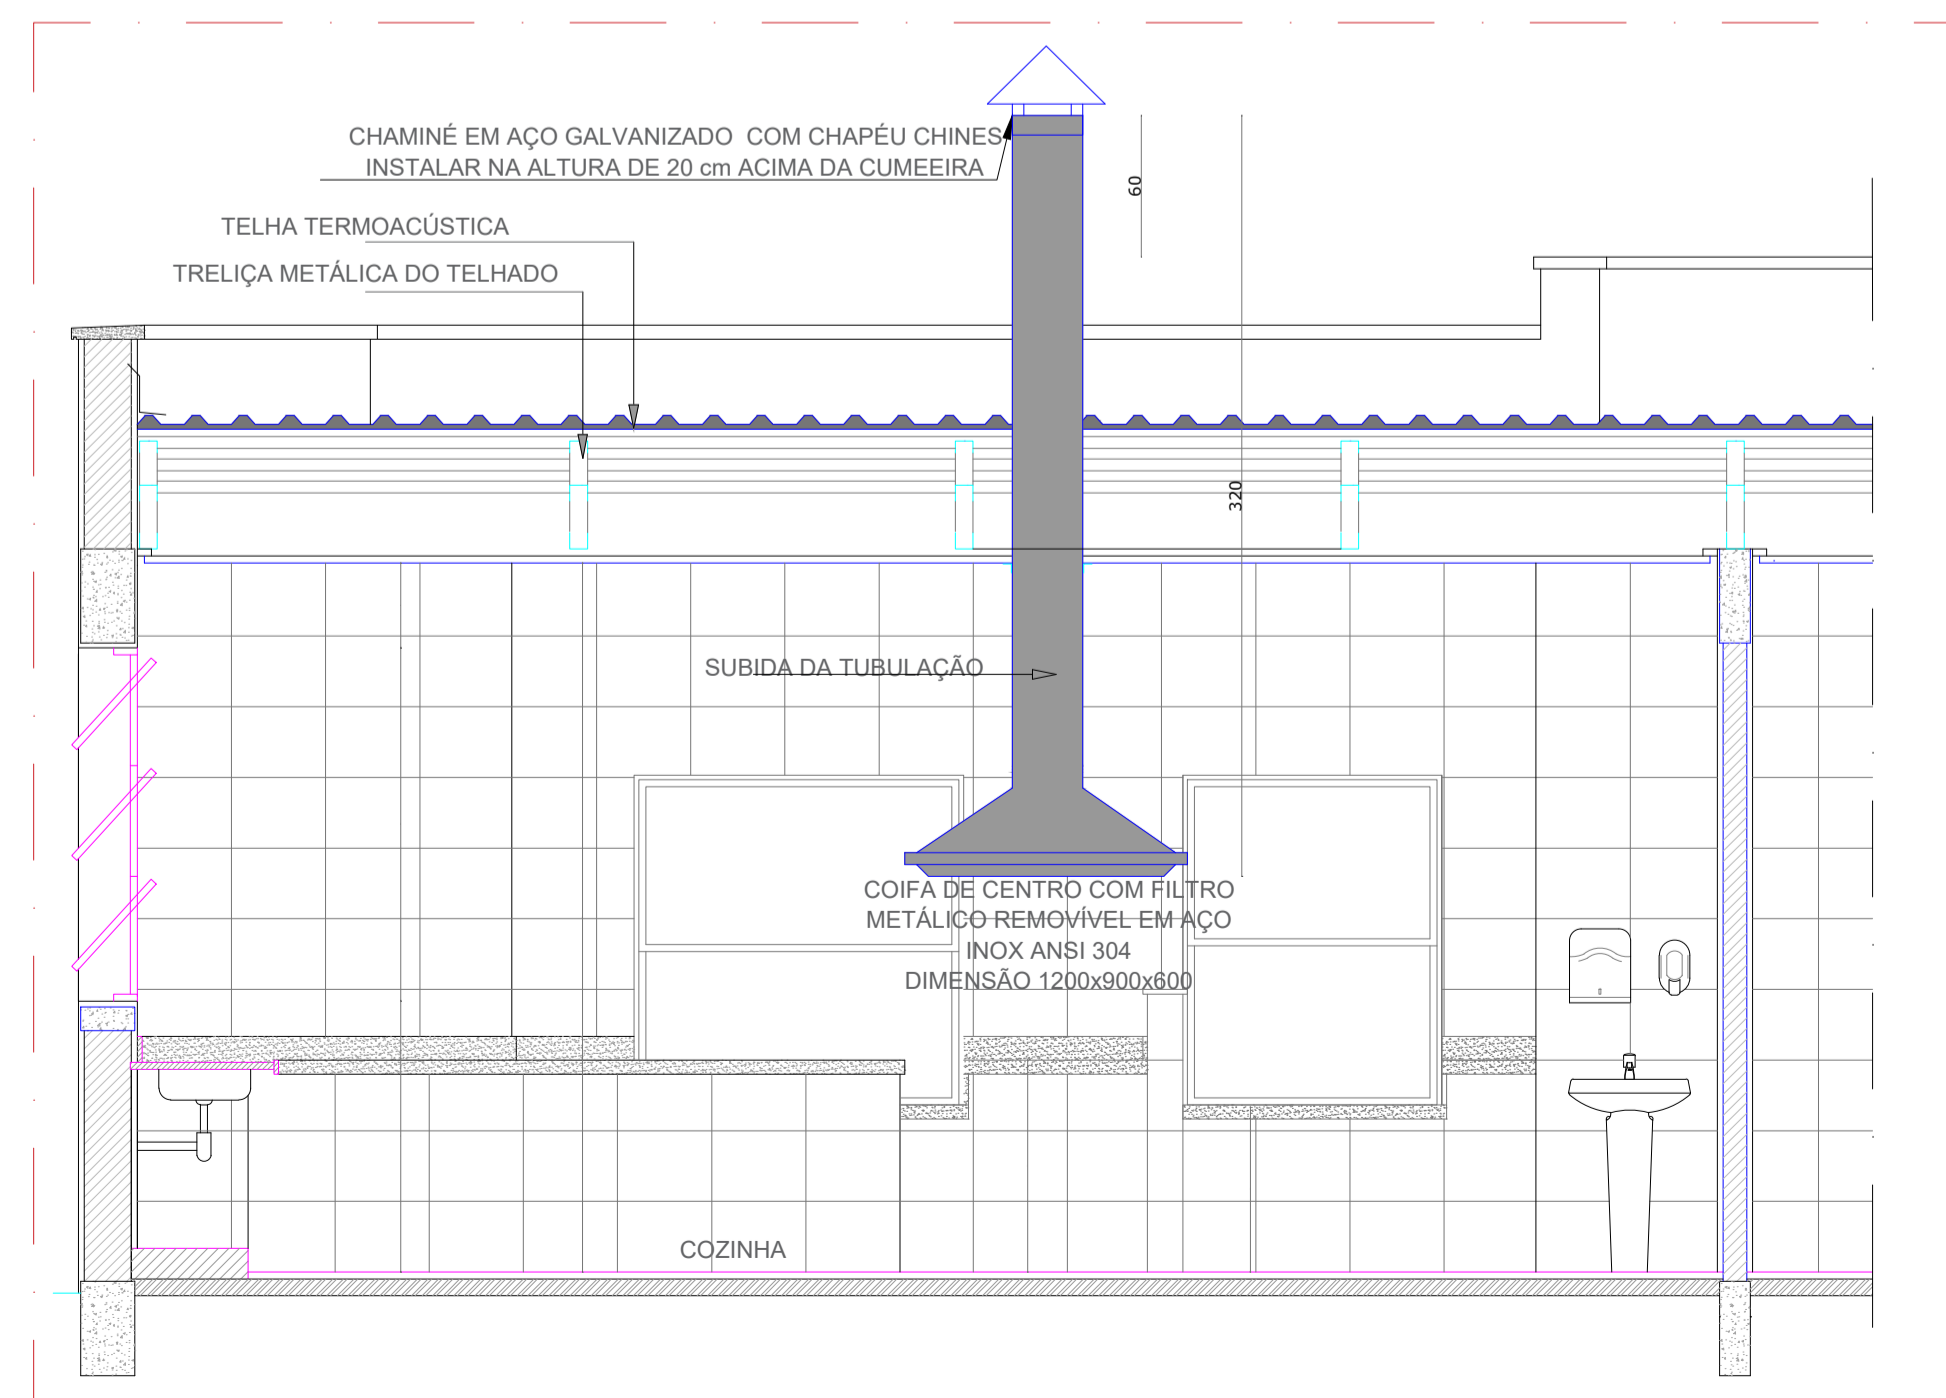 CHAMINÉ EM AÇO GALVANIZADO  COM CHAPÉU CHINES
INSTALAR NA ALTURA DE 20 cm ACIMA DA CUMEEIRA
60
TELHA TERMOACÚSTICA
TRELIÇA METÁLICA DO TELHADO
320
SUBIDA DA TUBULAÇÃO
COIFA DE CENTRO COM FILTRO
METÁLICO REMOVÍVEL EM AÇO
INOX ANSI 304
DIMENSÃO 1200x900x600
COZINHA